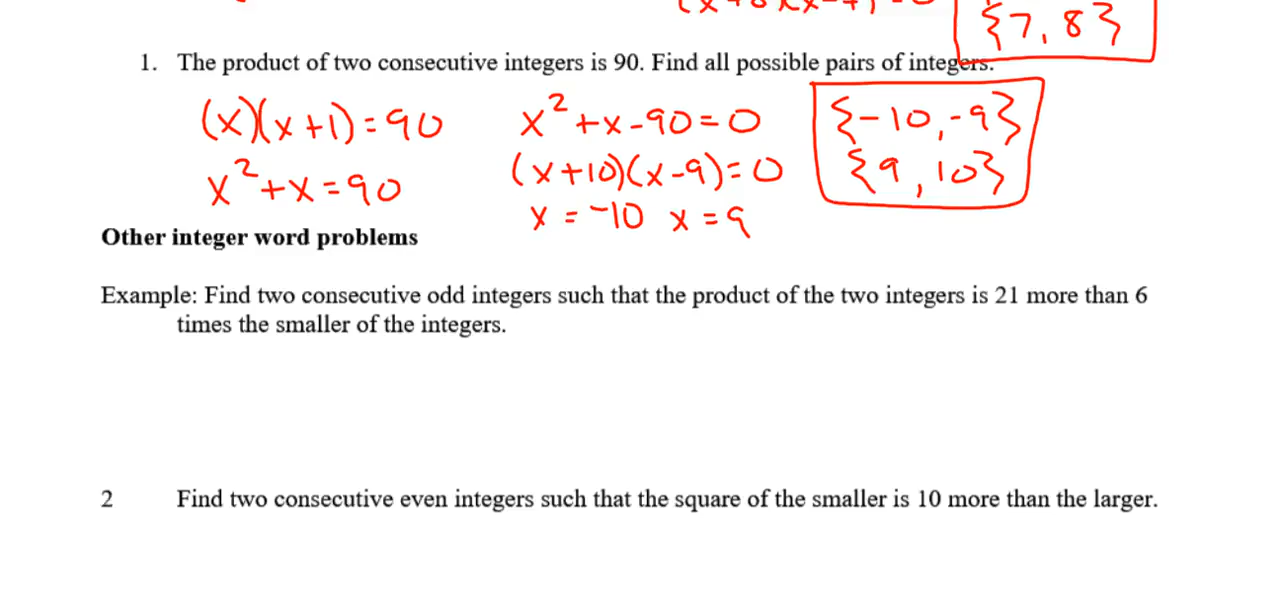 {7, 8}
1. The product of two consecutive integers is 90. Find all possible pairs of integers.
(x)(x+1)=90
x²+x=90
x²+x-90=0
(x+10)(x-9)=0
x = -10 x = 9
{-10,-9}
{9, 10}
Other integer word problems
Example: Find two consecutive odd integers such that the product of the two integers is 21 more than 6
times the smaller of the integers.
2 Find two consecutive even integers such that the square of the smaller is 10 more than the larger.